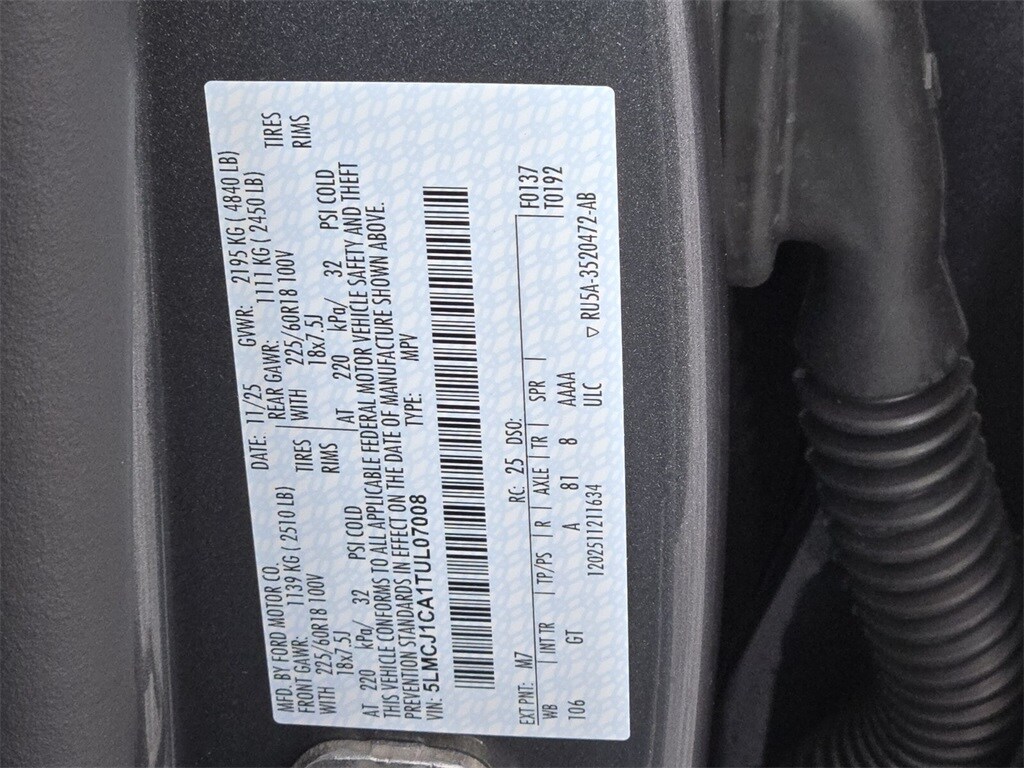 MFD. BY FORD MOTOR CO.
DATE: 11/25 GVWR: 2195 KG ( 4840 LB)
FRONT GAWR: 1139 KG ( 2510 LB) REAR GAWR: 1111 KG ( 2450 LB)
WITH 225/60R18 100V TIRES WITH 225/60R18 100V TIRES
18x7.5J RIMS 18x7.5J RIMS
AT 220 kPa/ 32 PSI COLD AT 220 kPa/ 32 PSI COLD
THIS VEHICLE CONFORMS TO ALL APPLICABLE FEDERAL MOTOR VEHICLE SAFETY AND THEFT
PREVENTION STANDARDS IN EFFECT ON THE DATE OF MANUFACTURE SHOWN ABOVE.
VIN: 5LMCJ1CA1TUL07008 TYPE: MPV
EXT PNT: M7 RC: 25 DSO: F0137
WB | INT TR | TP/PS | R | AXLE | TR | SPR | T0192
106 GT A 81 8 AAAA
1202511211634 ULC ▽ RU5A-3520472-AB